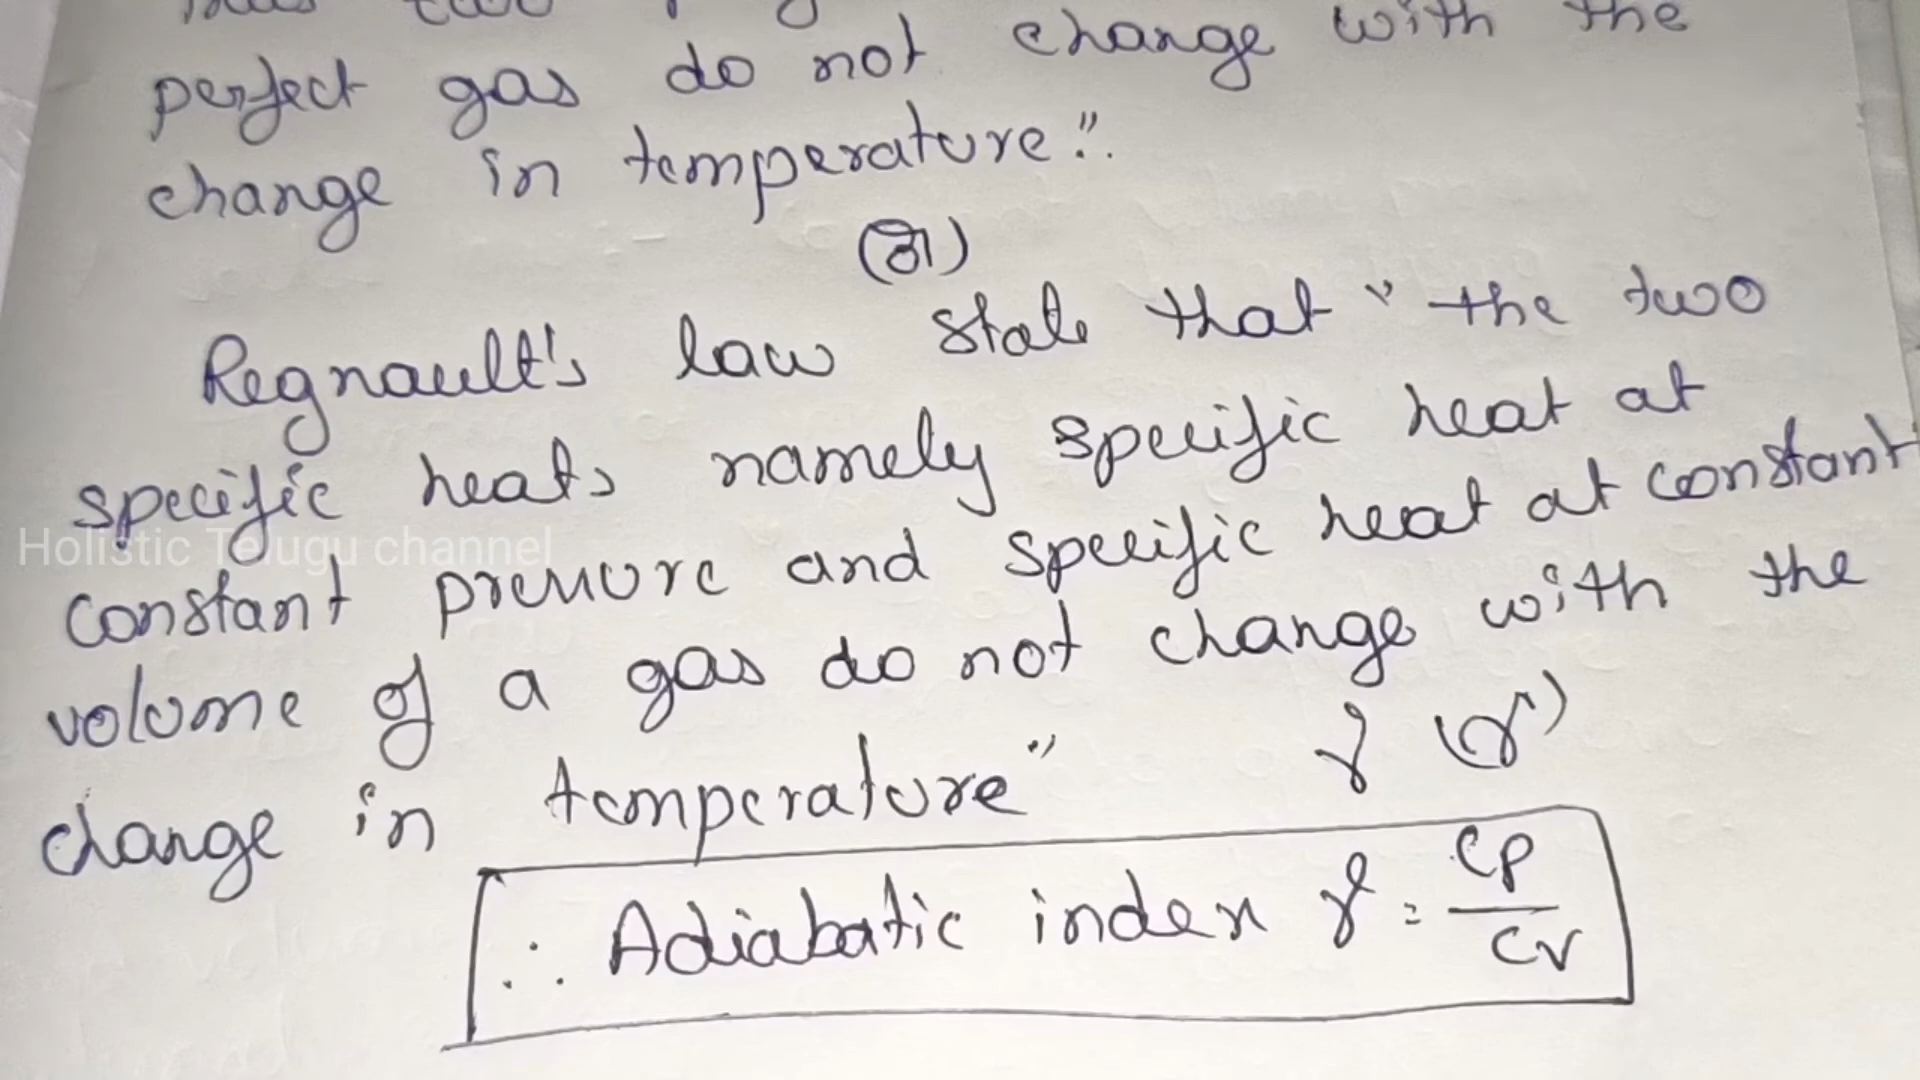 perfect gas do not change with the
change in temperature".
Regnault's law state that "the two
specific heats namely specific heat at
constant pressure and specific heat at constant
volume of a gas do not change with the
change in temperature"
γ (γ)
∴ Adiabatic index γ = Cp/Cv
Holistic Telugu channel